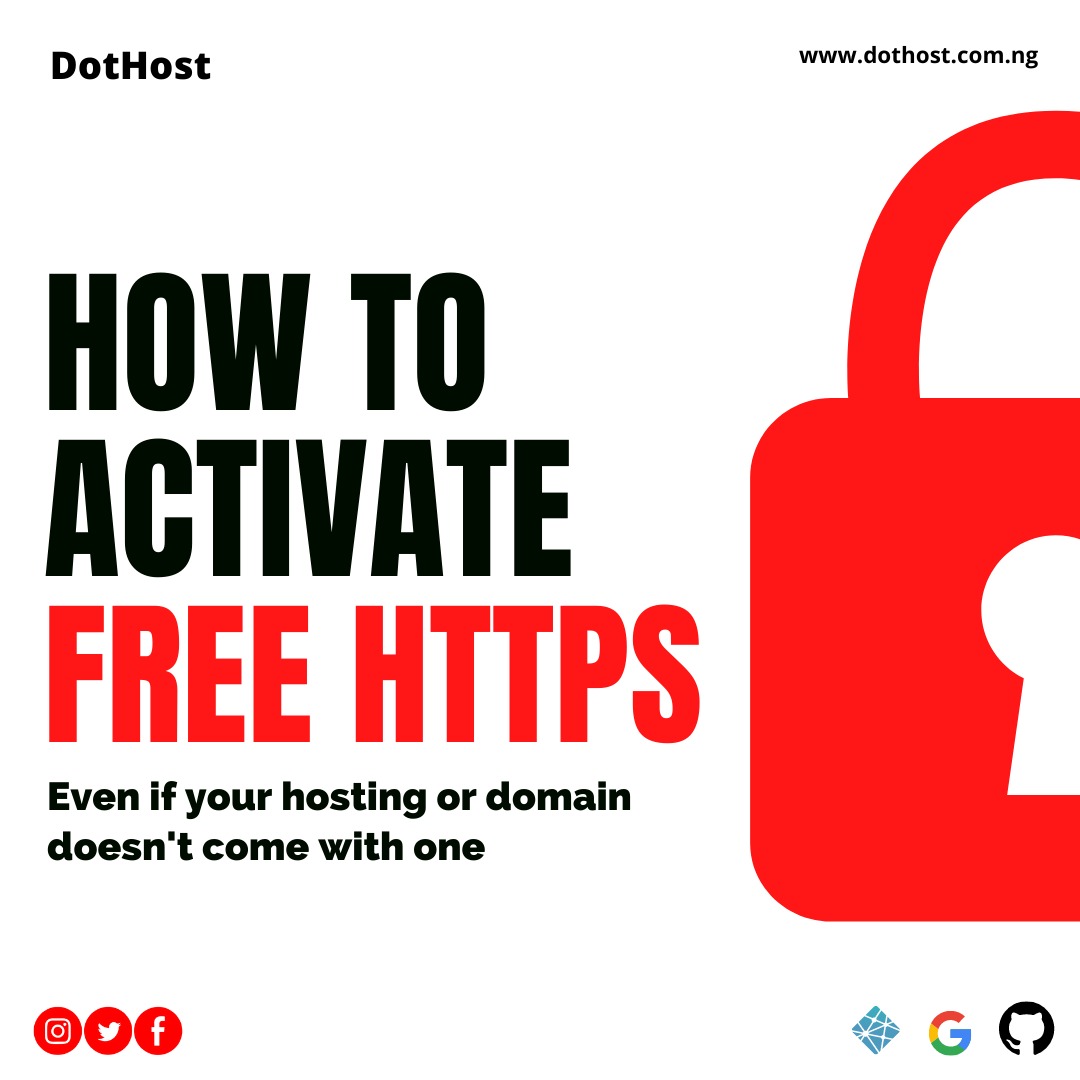 DotHost
www.dothost.com.ng
HOW TO
ACTIVATE
FREE HTTPS
Even if your hosting or domain
doesn't come with one